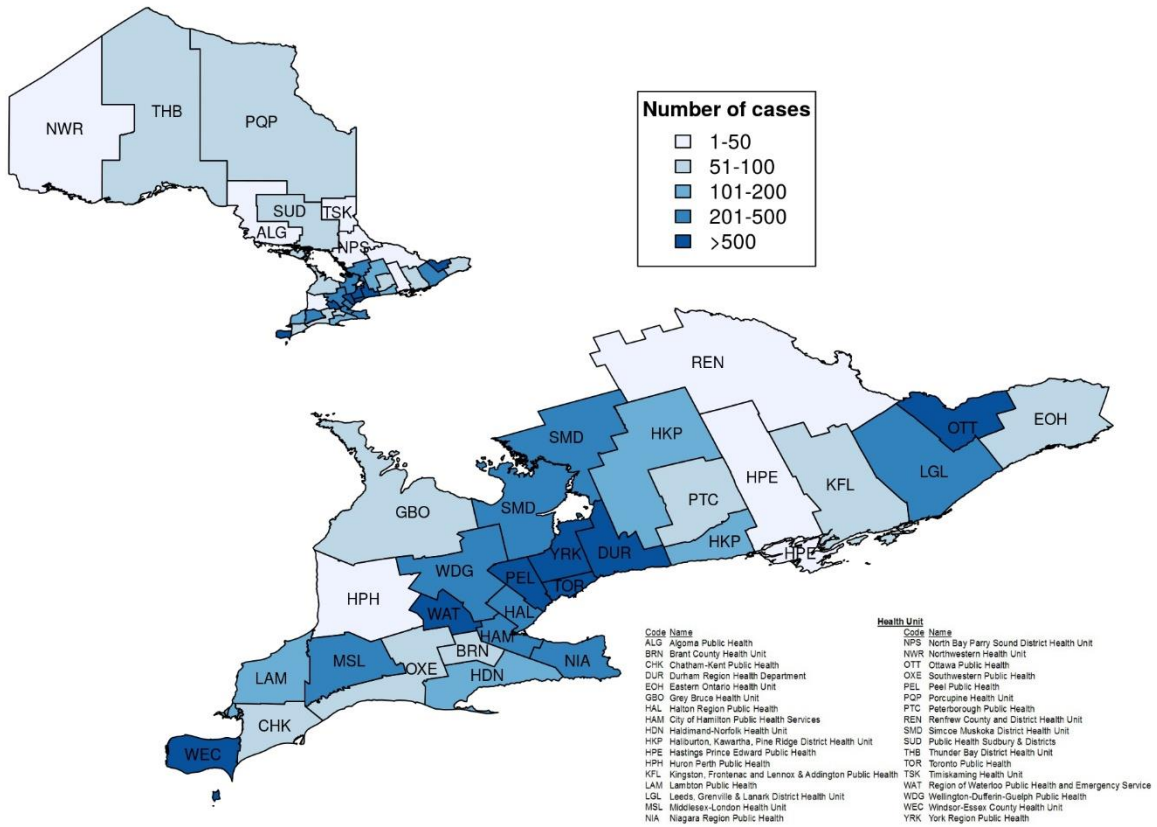 NWR
THB
PQP
SUD
TSK
ALG
NPS
Number of cases
1-50
51-100
101-200
201-500
>500
REN
OTT
EOH
SMD
HKP
LGL
HPE
KFL
PTC
GBO
SMD
HKP
HPE
YRK
DUR
WDG
PEL
TOR
HPH
WAT
HAL
HAM
BRN
NIA
MSL
OXE
HDN
LAM
CHK
WEC
Health Unit
Code Name
ALG Algoma Public Health
BRN Brant County Health Unit
CHK Chatham-Kent Public Health
DUR Durham Region Health Department
EOH Eastern Ontario Health Unit
GBO Grey Bruce Health Unit
HAL Halton Region Public Health
HAM City of Hamilton Public Health Services
HDN Haldimand-Norfolk Health Unit
HKP Haliburton, Kawartha, Pine Ridge District Health Unit
HPE Hastings Prince Edward Public Health
HPH Huron Perth Public Health
KFL Kingston, Frontenac and Lennox & Addington Public Health
LAM Lambton Public Health
LGL Leeds, Grenville & Lanark District Health Unit
MSL Middlesex-London Health Unit
NIA Niagara Region Public Health
Code Name
NPS North Bay Parry Sound District Health Unit
NWR Northwestern Health Unit
OTT Ottawa Public Health
OXE Southwestern Public Health
PEL Peel Public Health
PQP Porcupine Health Unit
PTC Peterborough Public Health
REN Renfrew County and District Health Unit
SMD Simcoe Muskoka District Health Unit
SUD Public Health Sudbury & Districts
THB Thunder Bay District Health Unit
TOR Toronto Public Health
TSK Timiskaming Health Unit
WAT Region of Waterloo Public Health and Emergency Service
WDG Wellington-Dufferin-Guelph Public Health
WEC Windsor-Essex County Health Unit
YRK York Region Public Health